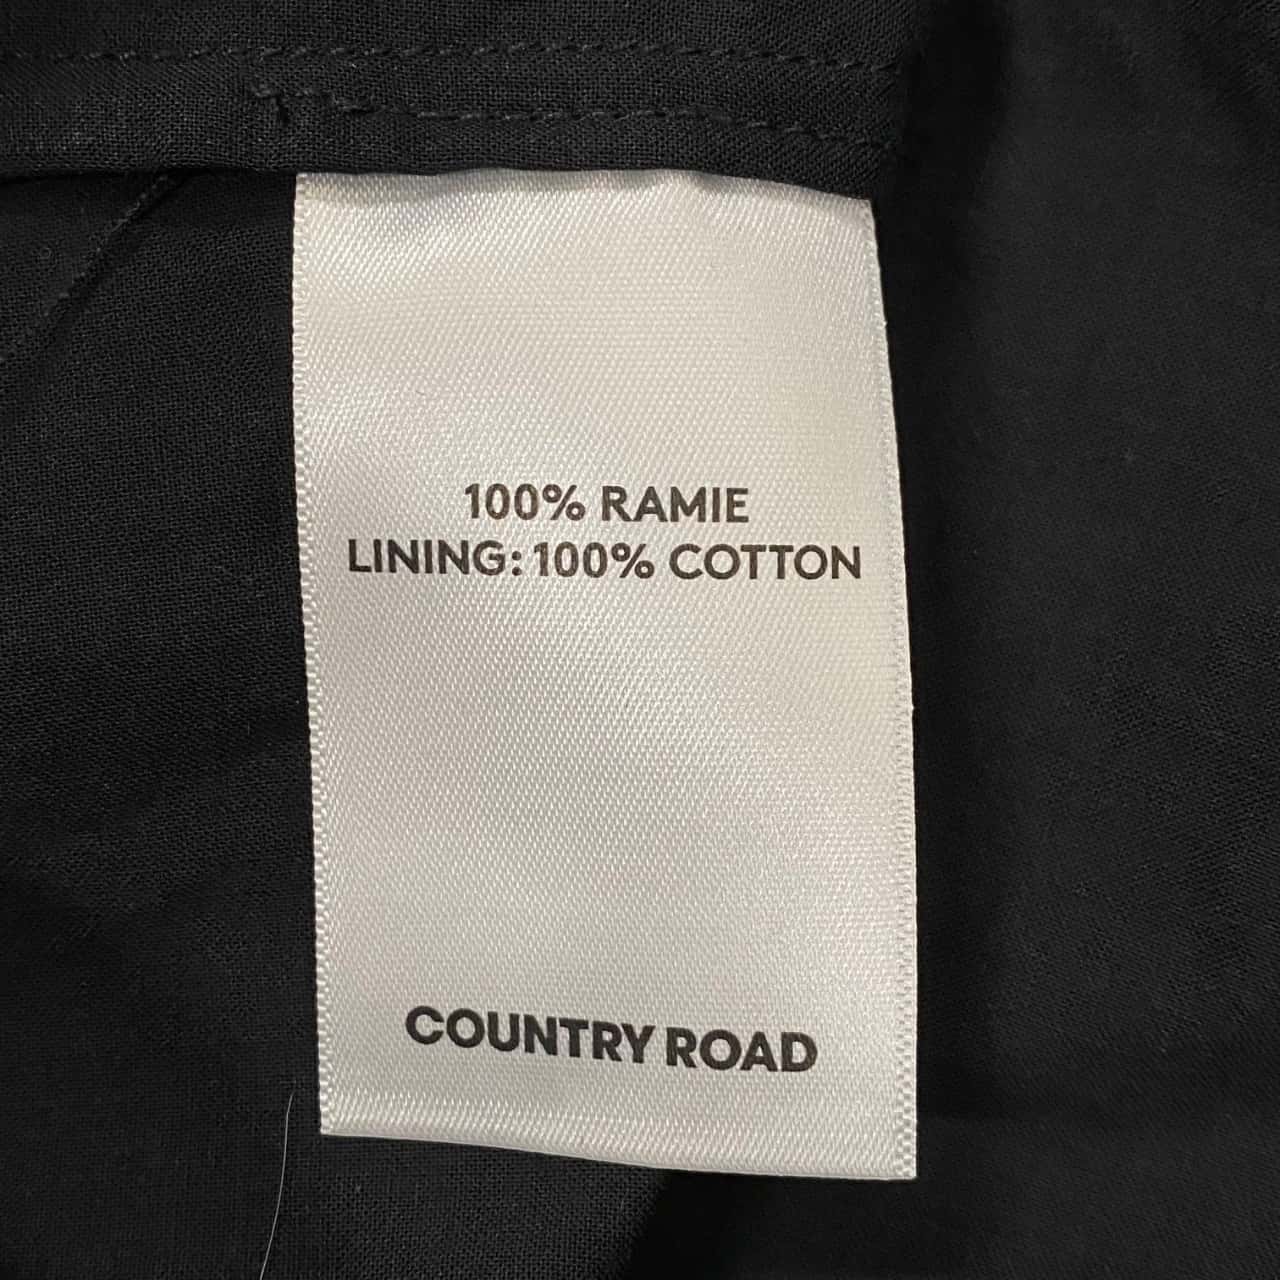 100% RAMIE
LINING: 100% COTTON
COUNTRY ROAD